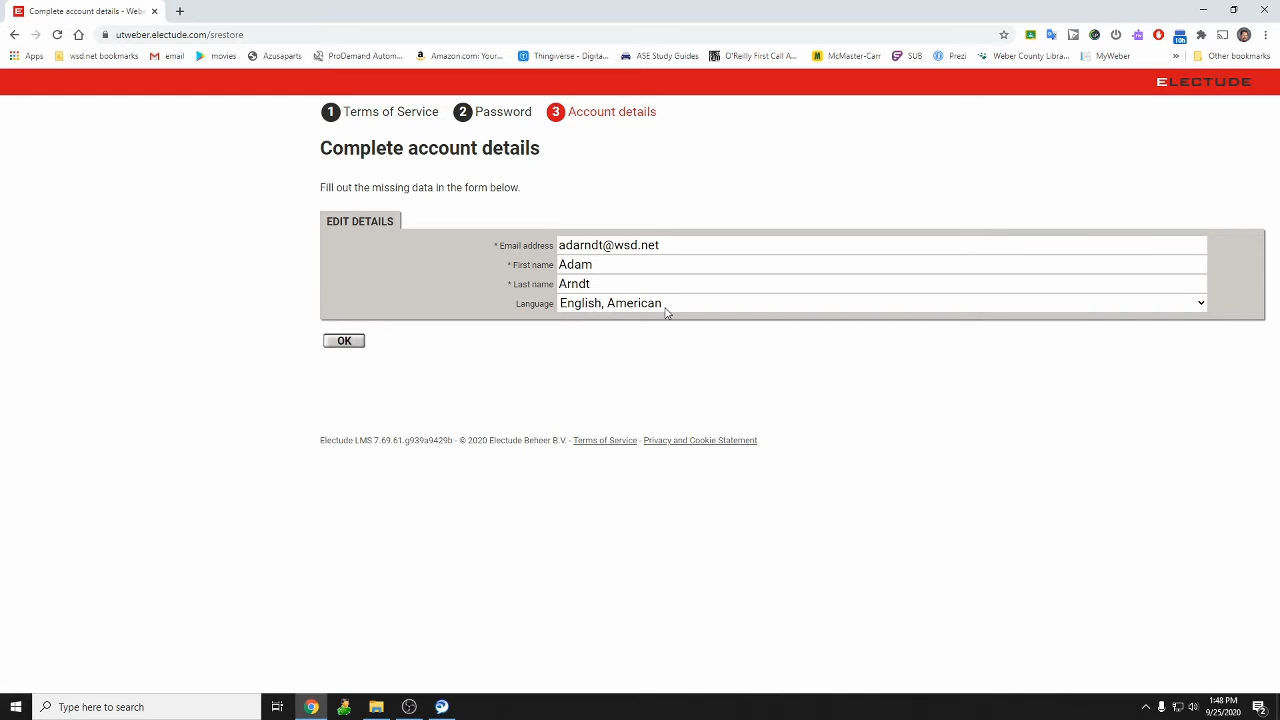 Complete account details - Web
utweber.electude.com/srestore
Apps wsd.net bookmarks email movies Azusaparts ProDemand Autom... Amazon.com: Your... Thingiverse - Digita... ASE Study Guides O'Reilly First Call A... McMaster-Carr SUB Prezi Weber County Libra... MyWeber » Other bookmarks
10h
ELECTUDE
1 Terms of Service 2 Password 3 Account details
Complete account details
Fill out the missing data in the form below.
EDIT DETAILS
* Email address adarndt@wsd.net
* First name Adam
* Last name Arndt
Language English, American
OK
Electude LMS 7.69.61.g939a9429b - © 2020 Electude Beheer B.V. - Terms of Service - Privacy and Cookie Statement
Type here to search
1:48 PM
9/25/2020
2